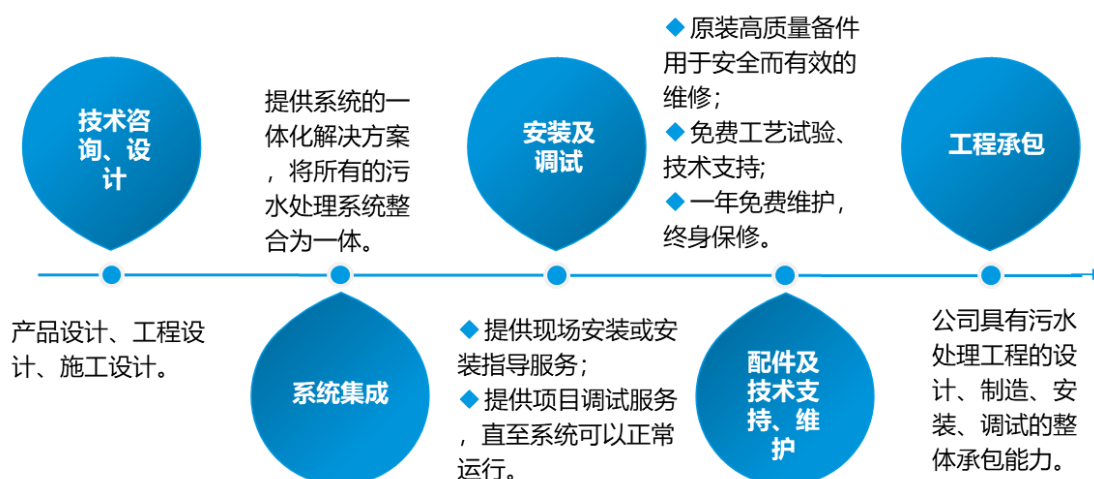 技术咨
询、设
计
产品设计、工程设
计、施工设计。
提供系统的一
体化解决方案
，将所有的污
水处理系统整
合为一体。
系统集成
安装及
调试
◆ 提供现场安装或安
装指导服务；
◆ 提供项目调试服务
，直至系统可以正常
运行。
◆ 原装高质量备件
用于安全而有效的
维修；
◆ 免费工艺试验、
技术支持;
◆ 一年免费维护，
终身保修。
配件及
技术支
持、维
护
工程承包
公司具有污水
处理工程的设
计、制造、安
装、调试的整
体承包能力。